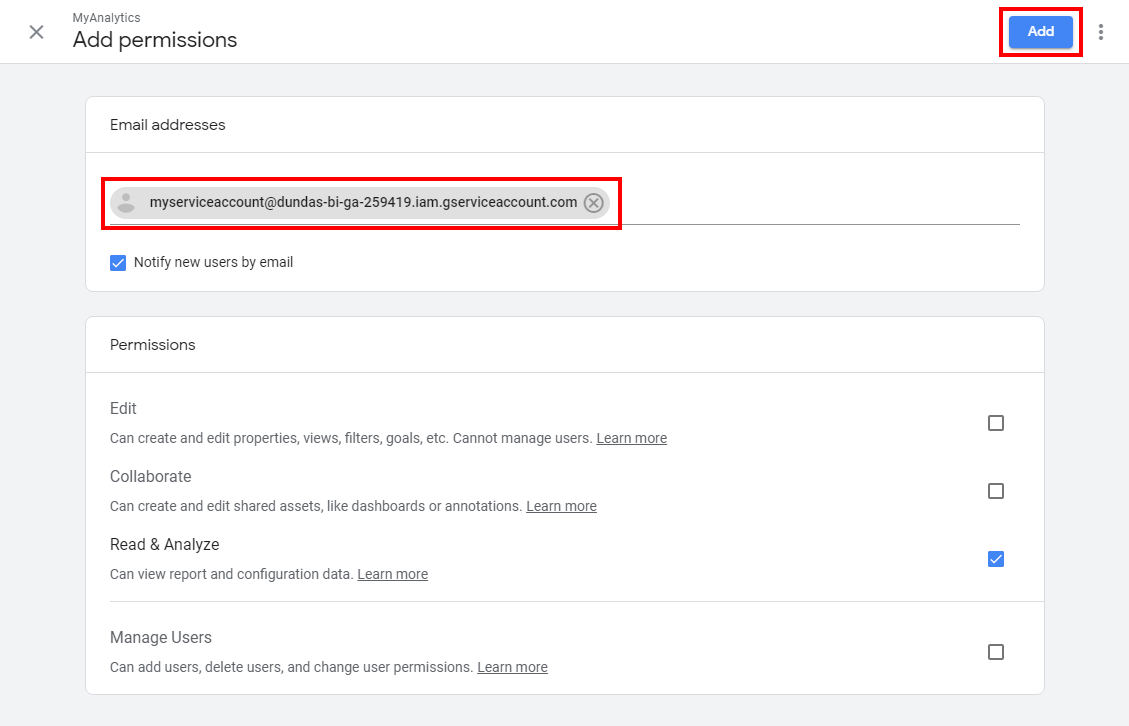 MyAnalytics
Add permissions
Add
Email addresses
myserviceaccount@dundas-bi-ga-259419.iam.gserviceaccount.com
Notify new users by email
Permissions
Edit
Can create and edit properties, views, filters, goals, etc. Cannot manage users. Learn more
Collaborate
Can create and edit shared assets, like dashboards or annotations. Learn more
Read & Analyze
Can view report and configuration data. Learn more
Manage Users
Can add users, delete users, and change user permissions. Learn more